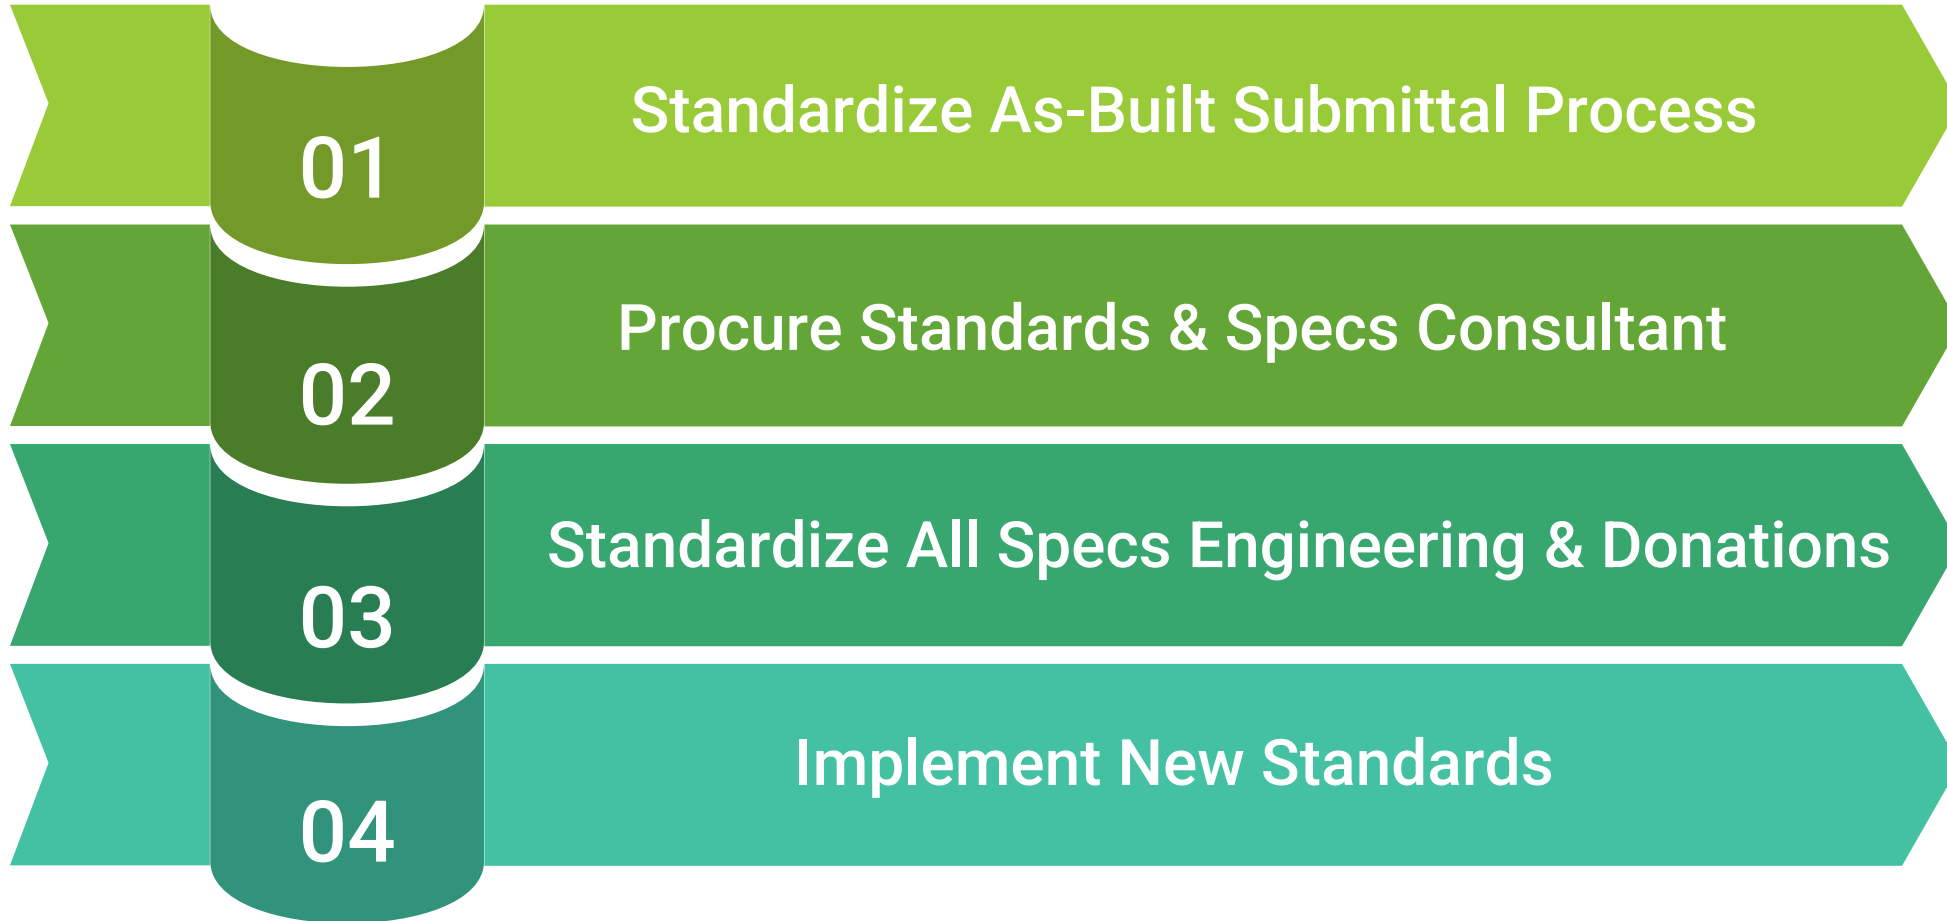 01
Standardize As-Built Submittal Process
02
Procure Standards & Specs Consultant
03
Standardize All Specs Engineering & Donations
04
Implement New Standards